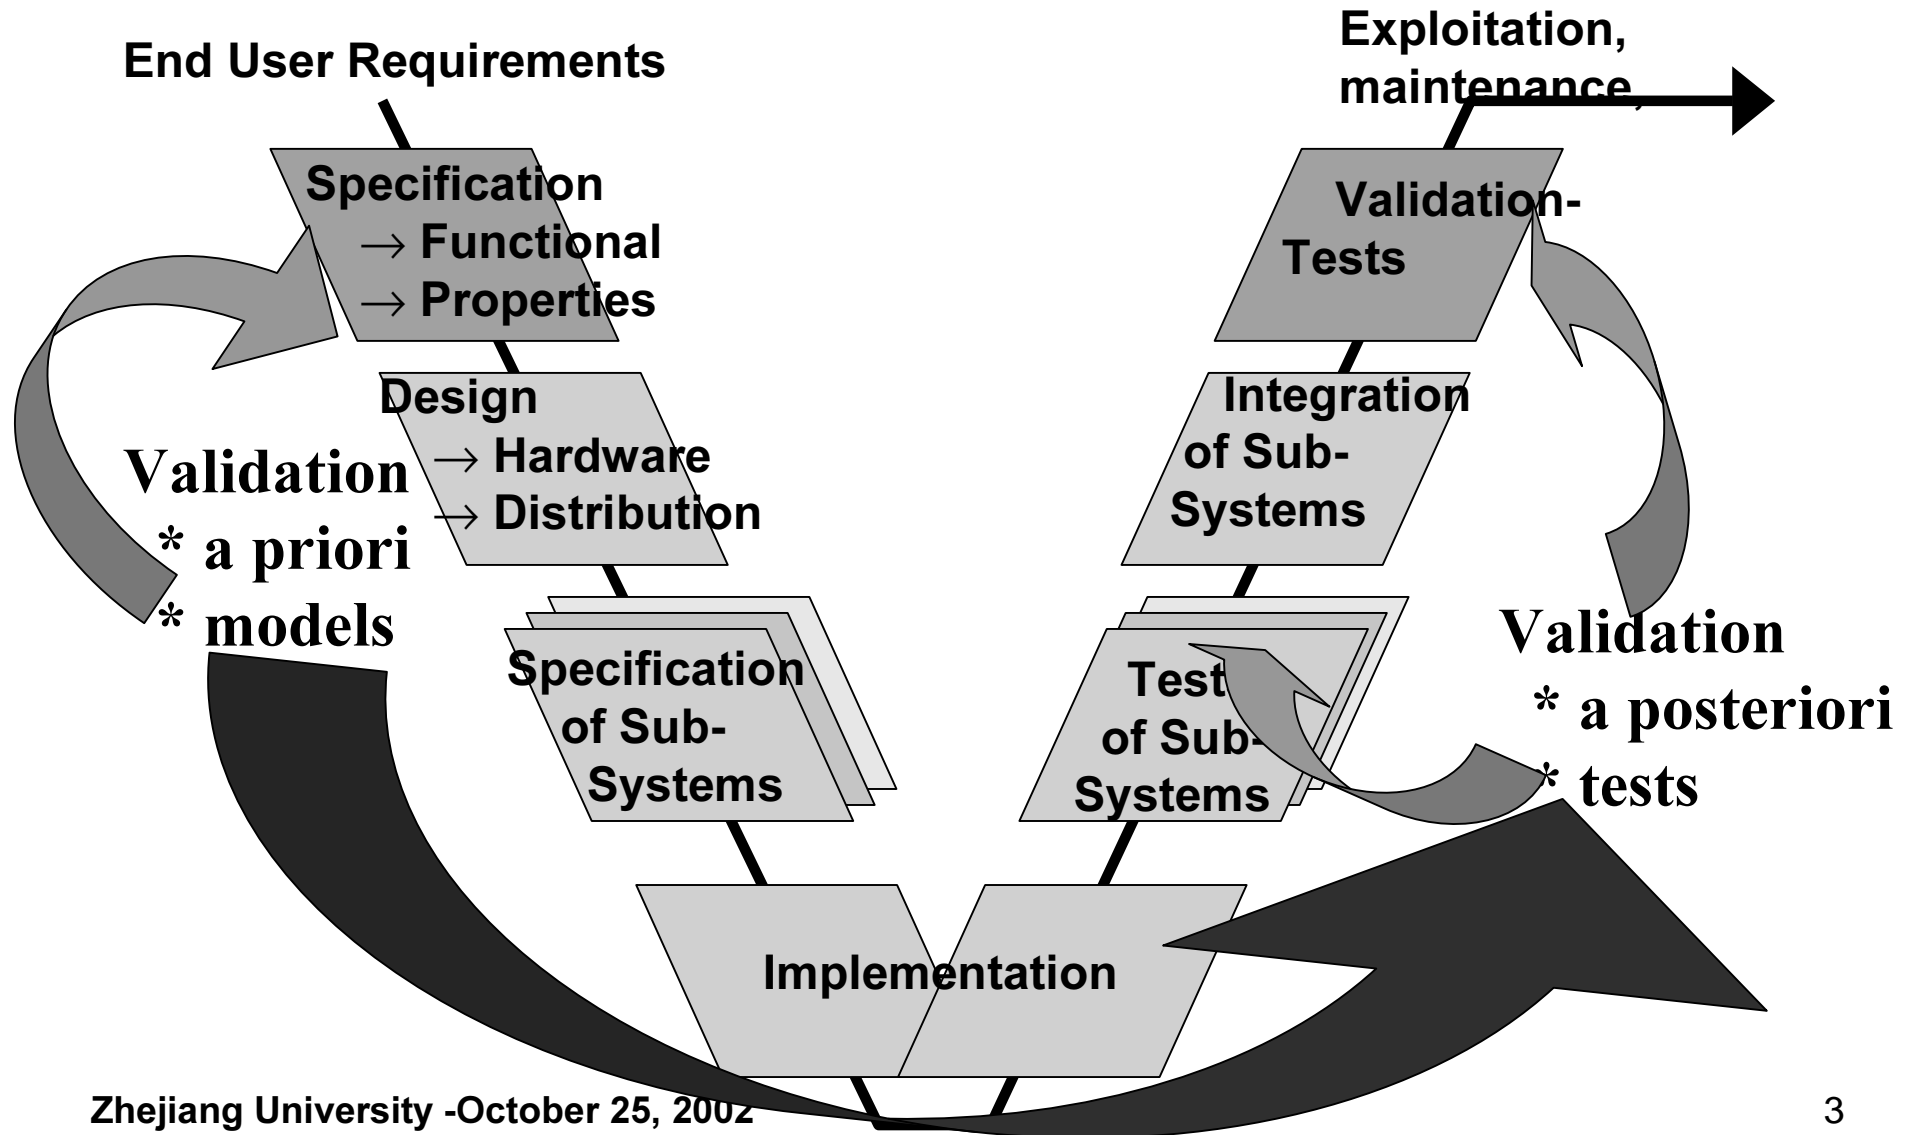 End User Requirements
Specification
→ Functional
→ Properties
Design
→ Hardware
→ Distribution
Validation
* a priori
* models
Specification
of Sub-
Systems
Implementation
Test
of Sub-
Systems
Integration
of Sub-
Systems
Validation-
Tests
Exploitation,
maintenance,
Validation
* a posteriori
* tests
Zhejiang University -October 25, 2002
3